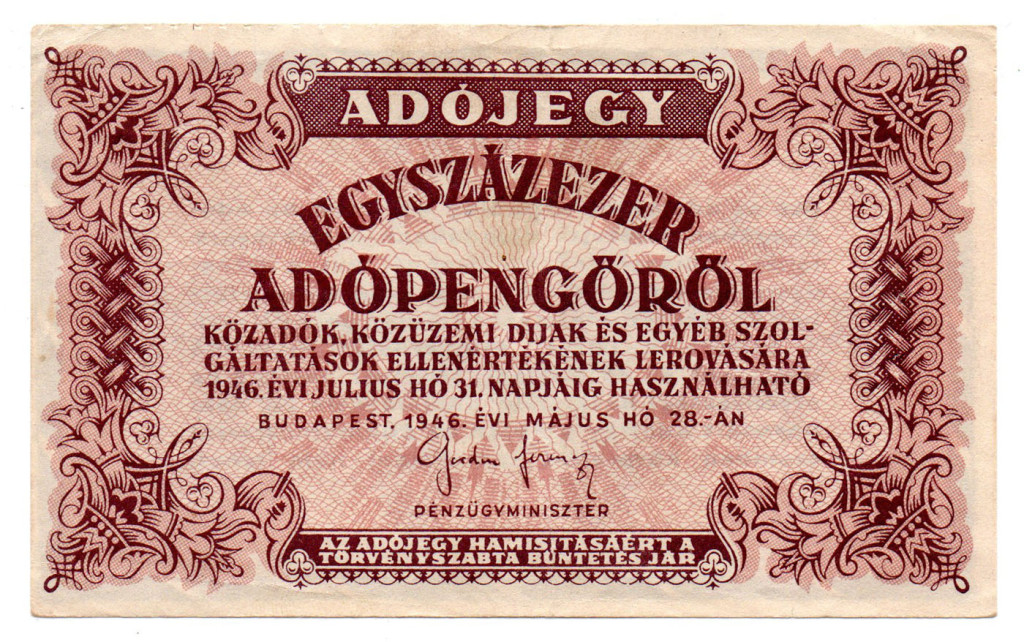 ADÓJEGY
EGYSZÁZEZER
ADÓPENGŐRŐL
KÖZADÓK, KÖZÜZEMI DIJAK ÉS EGYÉB SZOL-
GÁLTATÁSOK ELLENÉRTÉKÉNEK LEROVÁSÁRA
1946. ÉVI JULIUS HÓ 31. NAPJÁIG HASZNÁLHATÓ
BUDAPEST, 1946. ÉVI MÁJUS HÓ 28.-ÁN
PÉNZÜGYMINISZTER
AZ ADÓJEGY HAMISITÁSÁÉRT A
TÖRVÉNYSZABTA BÜNTETÉS JÁR